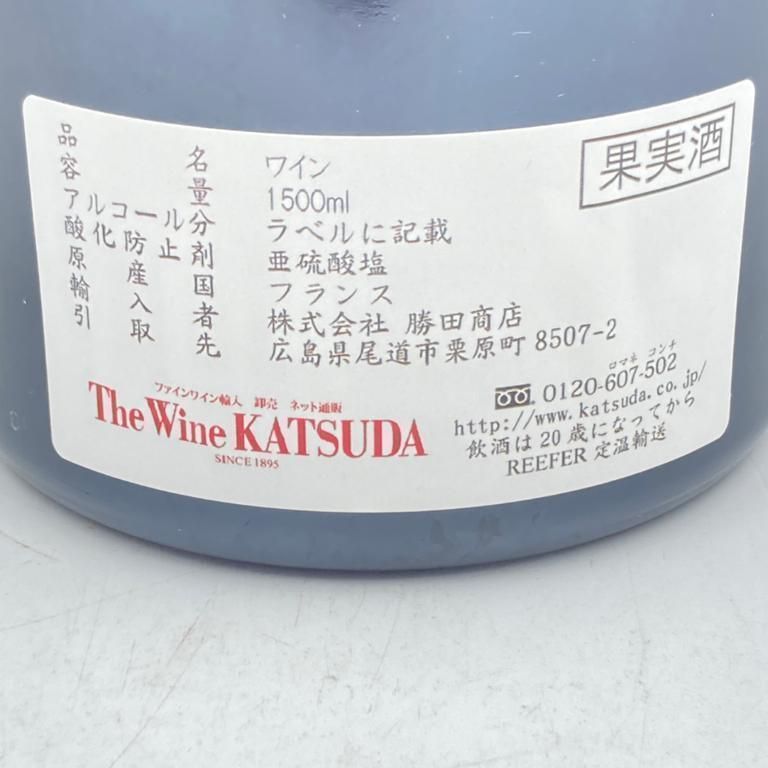 果実酒
品名 ワイン
容量 1500ml
アルコール分 ラベルに記載
酸化防止剤 亜硫酸塩
原産国 フランス
輸入者 株式会社 勝田商店
引取先 広島県尾道市栗原町 8507-2
ファインワイン輸入 卸売 ネット通販
The Wine KATSUDA
SINCE 1895
ロマネ コンチ
0120-607-502
http://www.katsuda.co.jp/
飲酒は20歳になってから
REEFER 定温輸送